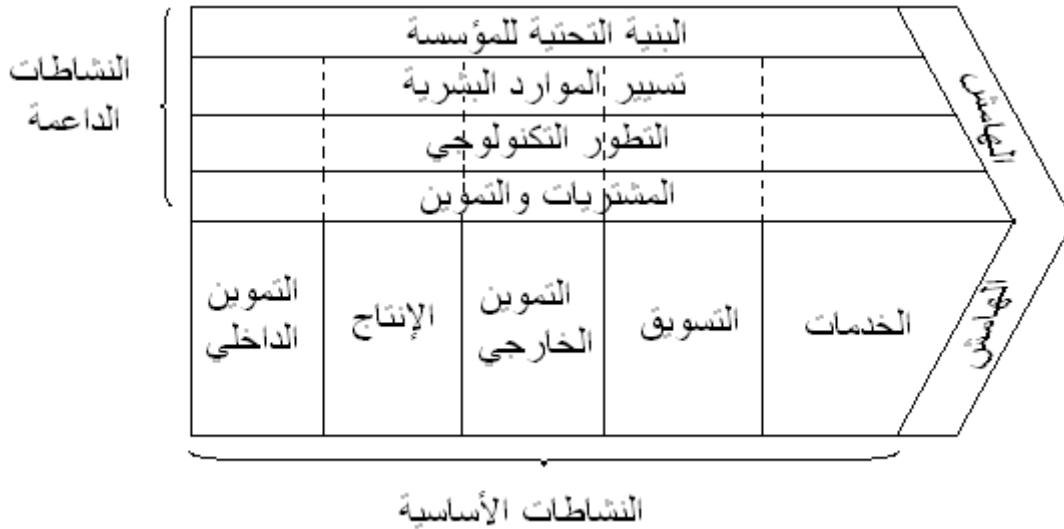 البنية التحتية للمؤسسة
تسيير الموارد البشرية
التطور التكنولوجي
المشتريات والتموين
النشاطات
الداعمة
الهامش
التموين
الداخلي
الإنتاج
التموين
الخارجي
التسويق
الخدمات
الهامش
النشاطات الأساسية